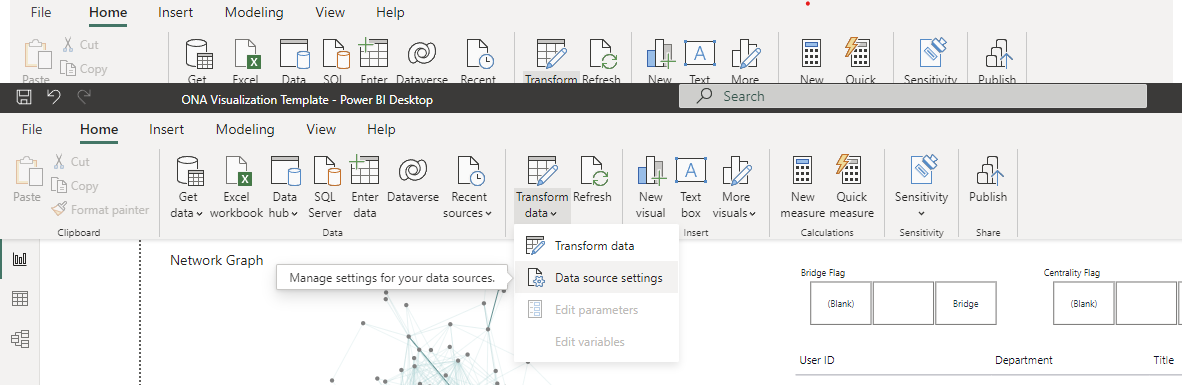 File Home Insert Modeling View Help
Cut
Copy
Paste Get Excel Data SQL Enter Dataverse Recent Transform Refresh New Text More New Quick Sensitivity Publish
ONA Visualization Template - Power BI Desktop Search
File Home Insert Modeling View Help
Cut
Copy
Format painter
Paste
Clipboard
Get data
Excel workbook
Data hub
SQL Server
Enter data
Dataverse
Recent sources
Data
Transform data
Refresh
New visual
A
Text box
More visuals
Insert
New measure
Quick measure
Calculations
Sensitivity
Sensitivity
Publish
Share
Transform data
Data source settings
Edit parameters
Edit variables
Manage settings for your data sources.
Network Graph
Bridge Flag Centrality Flag
(Blank) Bridge (Blank)
User ID Department Title